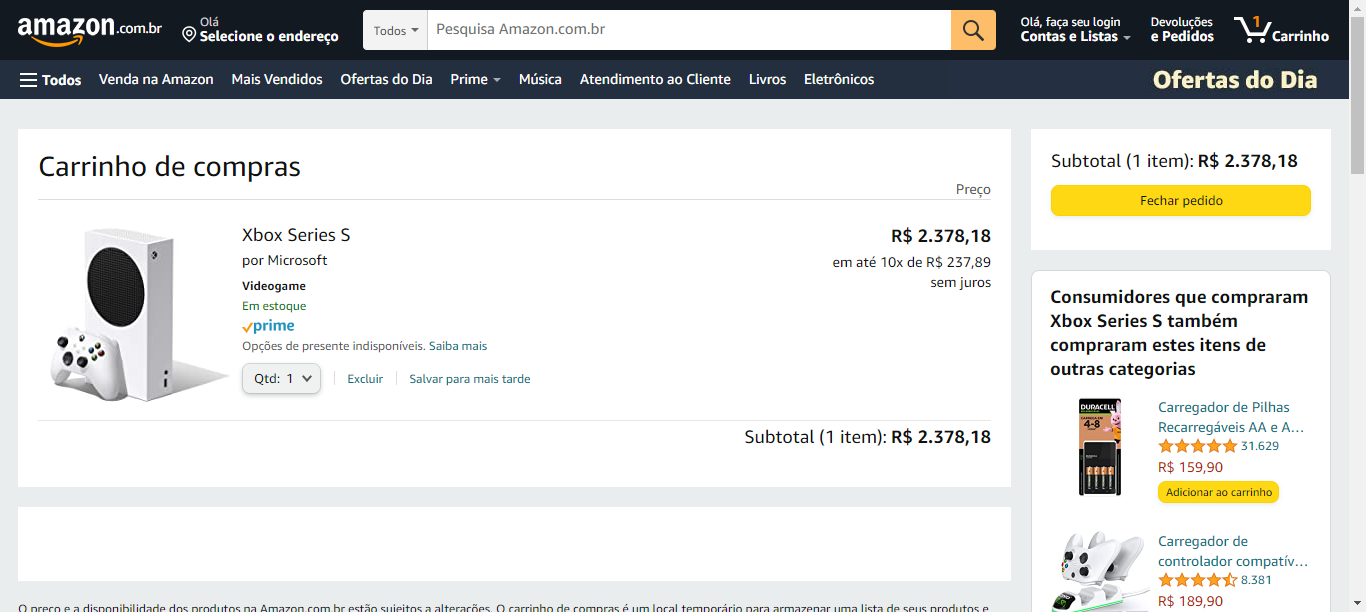 amazon.com.br
Olá
Selecione o endereço
Todos
Pesquisa Amazon.com.br
Olá, faça seu login
Contas e Listas
Devoluções
e Pedidos
1
Carrinho
Todos
Venda na Amazon
Mais Vendidos
Ofertas do Dia
Prime
Música
Atendimento ao Cliente
Livros
Eletrônicos
Ofertas do Dia
Carrinho de compras
Preço
Xbox Series S
por Microsoft
Videogame
Em estoque
prime
Opções de presente indisponíveis. Saiba mais
Qtd: 1
Excluir
Salvar para mais tarde
R$ 2.378,18
em até 10x de R$ 237,89
sem juros
Subtotal (1 item): R$ 2.378,18
Subtotal (1 item): R$ 2.378,18
Fechar pedido
Consumidores que compraram
Xbox Series S também
compraram estes itens de
outras categorias
DURACELL
4-8
Carregador de Pilhas
Recarregáveis AA e A…
31.629
R$ 159,90
Adicionar ao carrinho
Carregador de
controlador compatív…
8.381
R$ 189,90
O preço e a disponibilidade dos produtos na Amazon.com.br estão sujeitos a alterações. O carrinho de compras é um local temporário para armazenar uma lista de seus produtos e